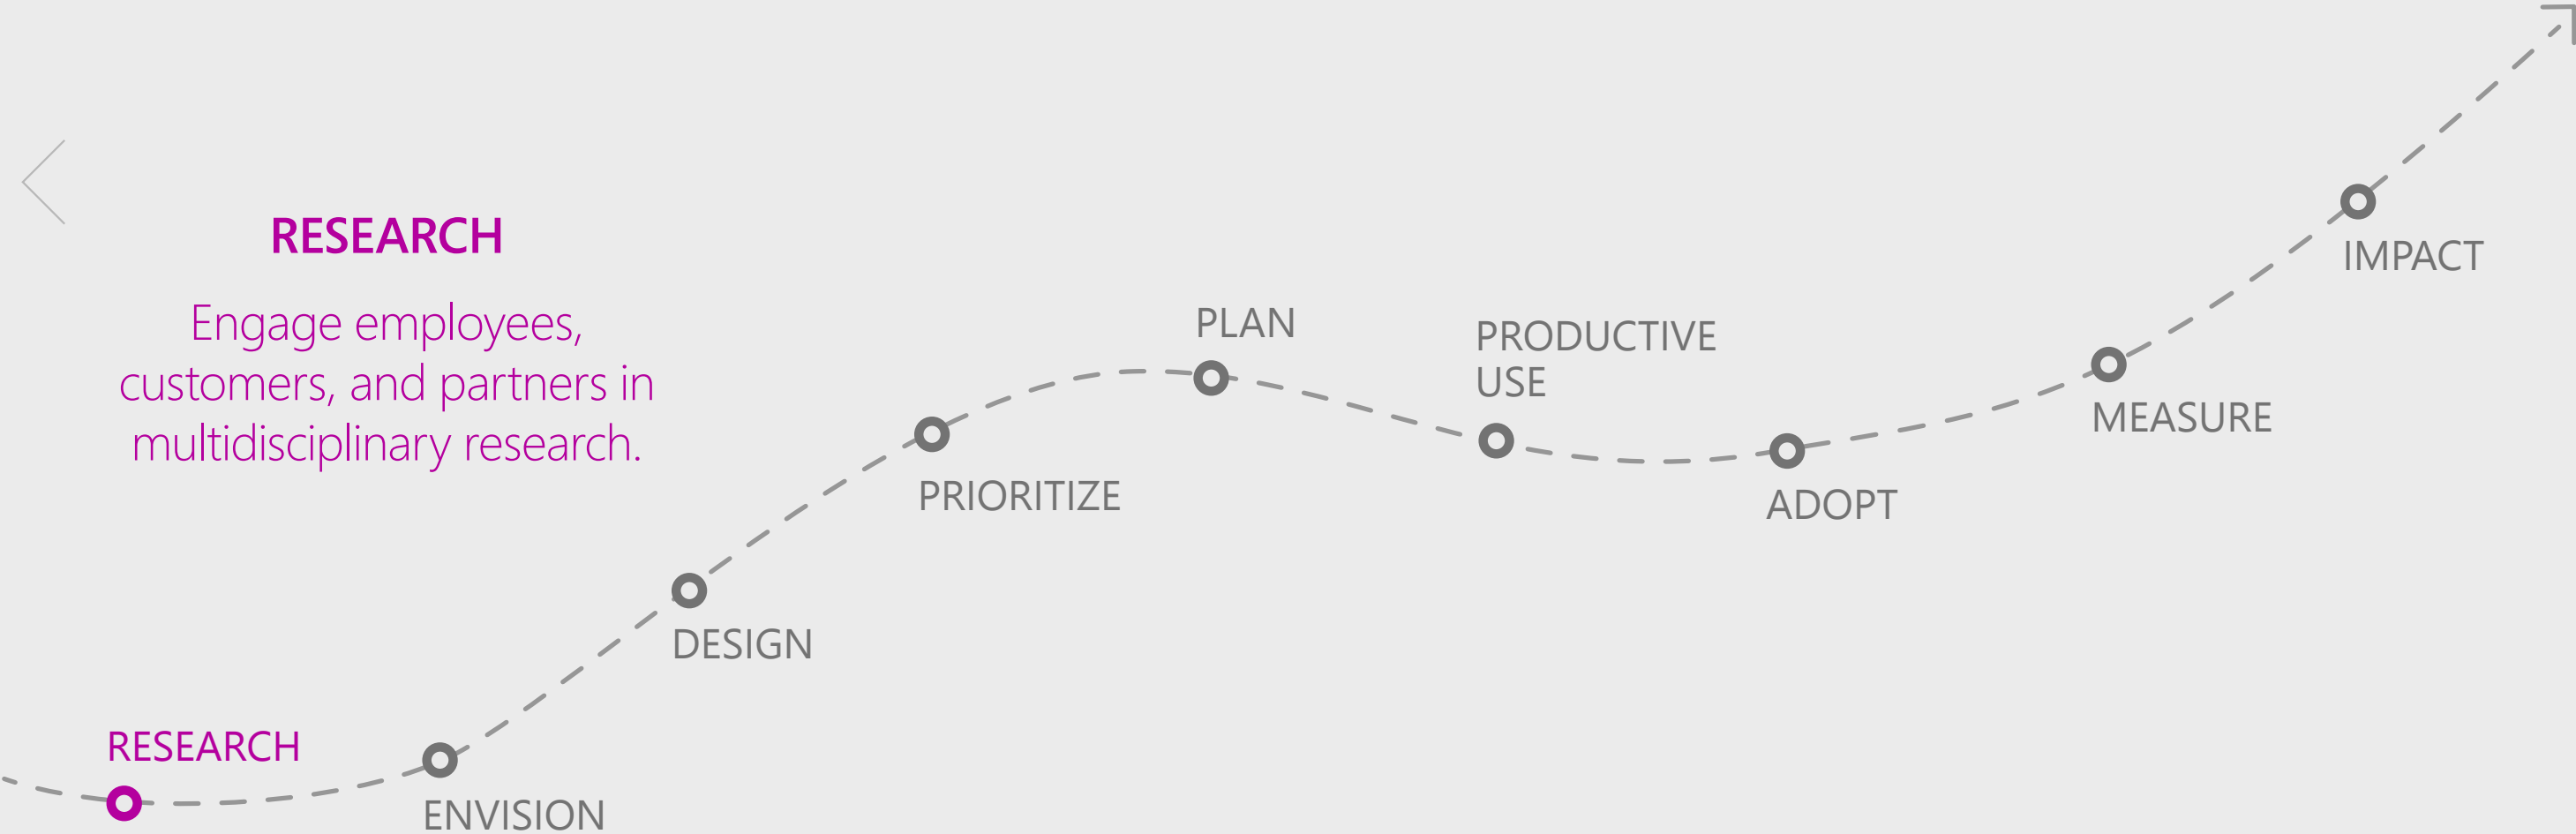 RESEARCH
Engage employees,
customers, and partners in
multidisciplinary research.
RESEARCH
ENVISION
DESIGN
PRIORITIZE
PLAN
PRODUCTIVE
USE
ADOPT
MEASURE
IMPACT